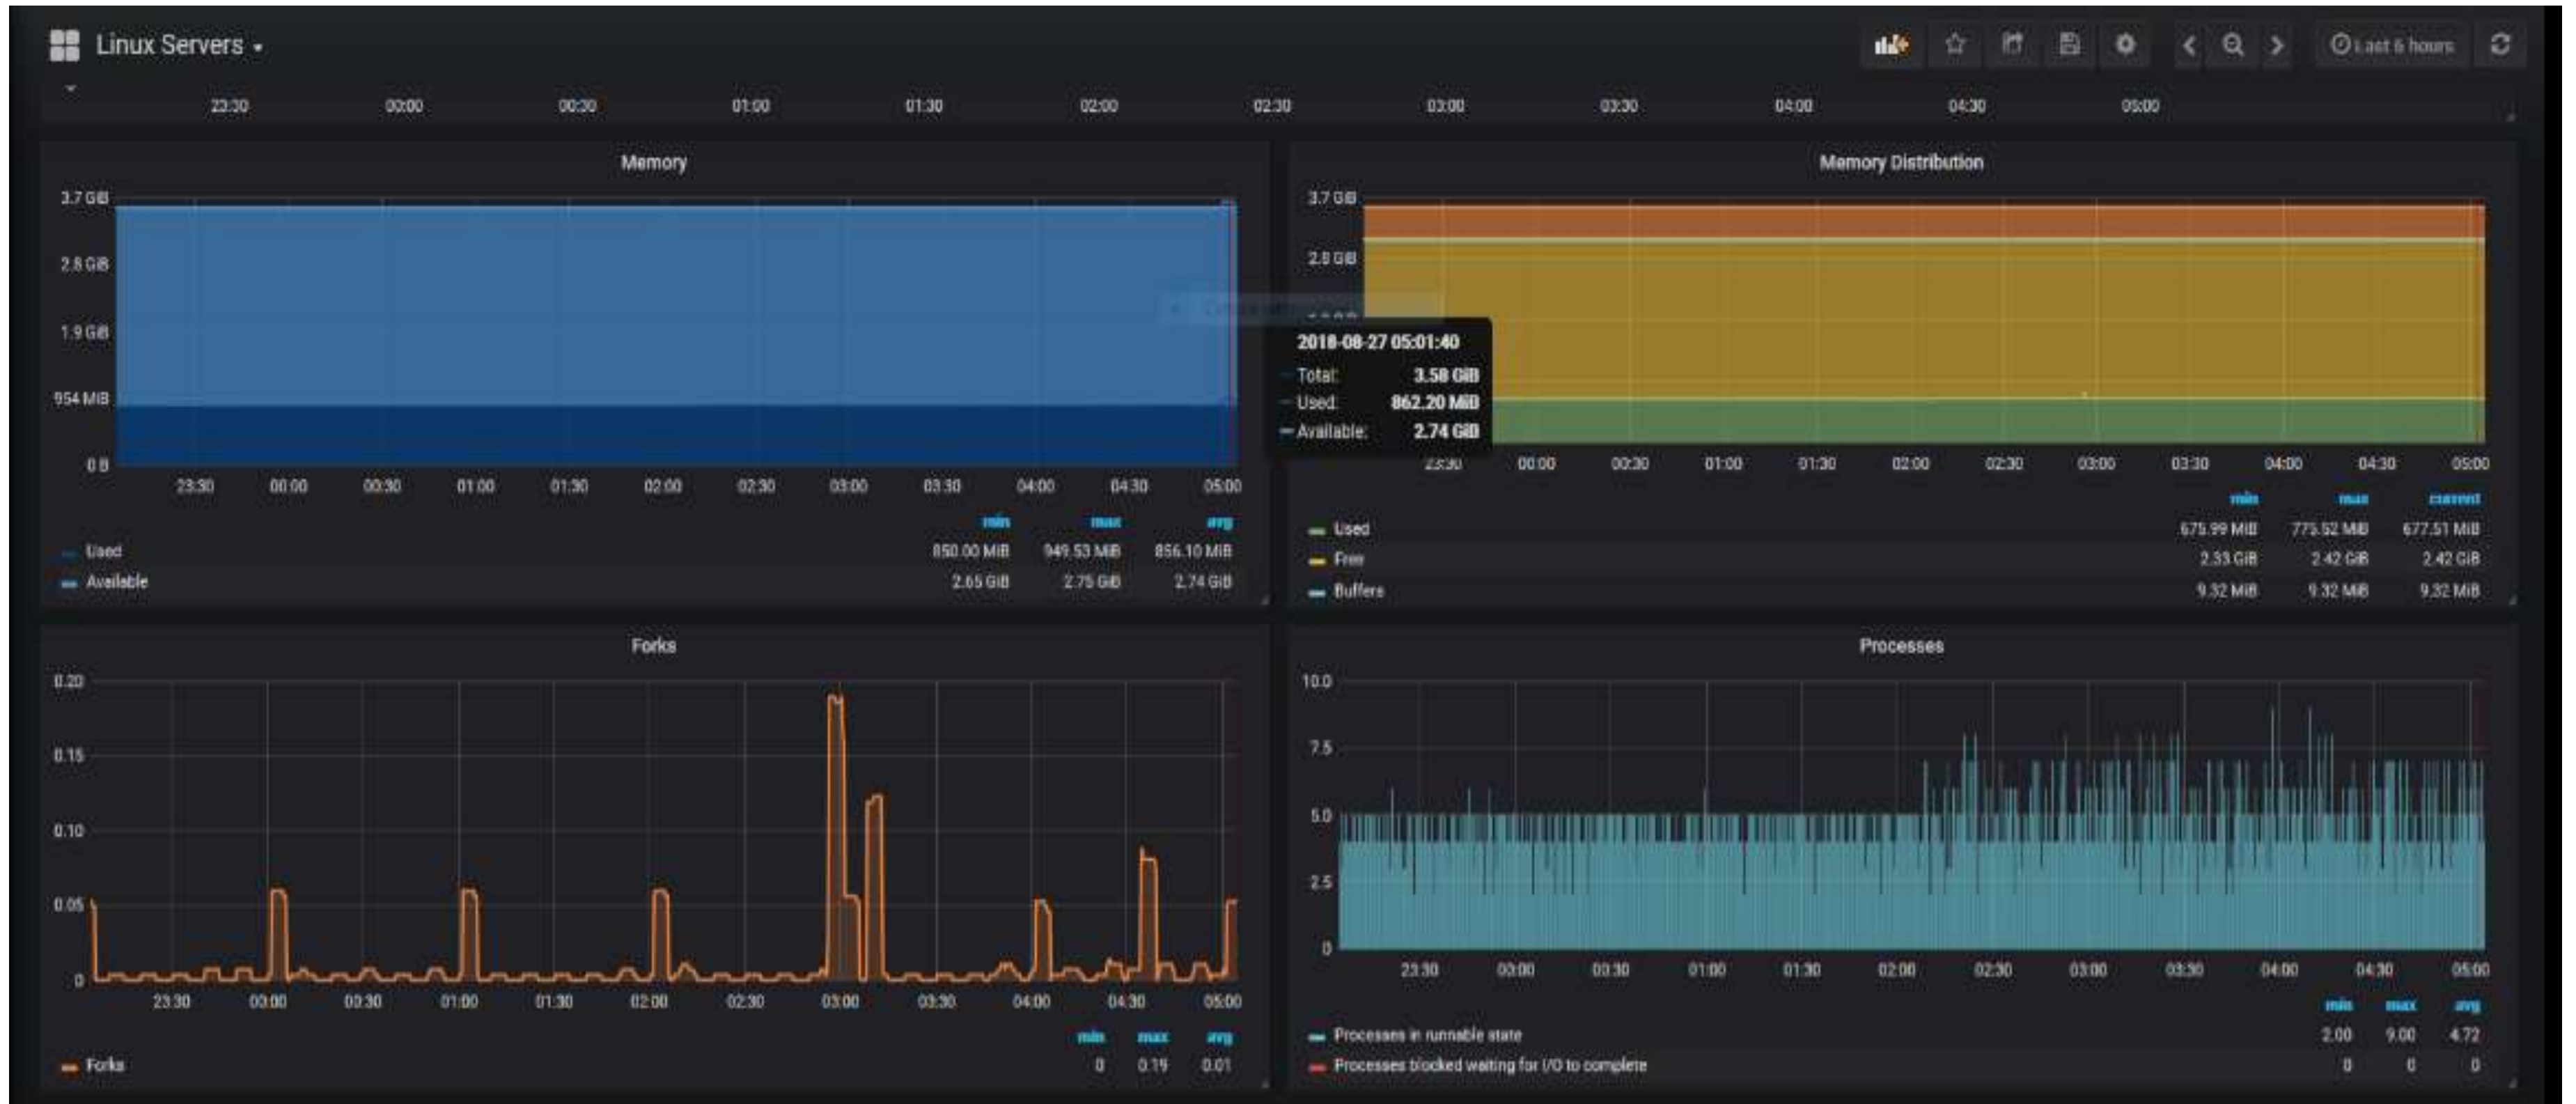 Linux Servers
Last 6 hours
23:30 00:00 00:30 01:00 01:30 02:00 02:30 03:00 03:30 04:00 04:30 05:00
Memory
3.7 GiB
2.8 GiB
1.9 GiB
954 MiB
0 B
23:30 00:00 00:30 01:00 01:30 02:00 02:30 03:00 03:30 04:00 04:30 05:00
min max avg
Used 850.00 MiB 949.53 MiB 856.10 MiB
Available 2.65 GiB 2.75 GiB 2.74 GiB
Memory Distribution
3.7 GiB
2.8 GiB
2018-08-27 05:01:40
Total: 3.58 GiB
Used: 862.20 MiB
Available: 2.74 GiB
23:30 00:00 00:30 01:00 01:30 02:00 02:30 03:00 03:30 04:00 04:30 05:00
min max current
Used 675.99 MiB 775.52 MiB 677.51 MiB
Free 2.33 GiB 2.42 GiB 2.42 GiB
Buffers 9.32 MiB 9.32 MiB 9.32 MiB
Forks
0.20
0.15
0.10
0.05
0
23:30 00:00 00:30 01:00 01:30 02:00 02:30 03:00 03:30 04:00 04:30 05:00
min max avg
Forks 0 0.19 0.01
Processes
10.0
7.5
5.0
2.5
0
23:30 00:00 00:30 01:00 01:30 02:00 02:30 03:00 03:30 04:00 04:30 05:00
min max avg
Processes in runnable state 2.00 9.00 4.72
Processes blocked waiting for I/O to complete 0 0 0